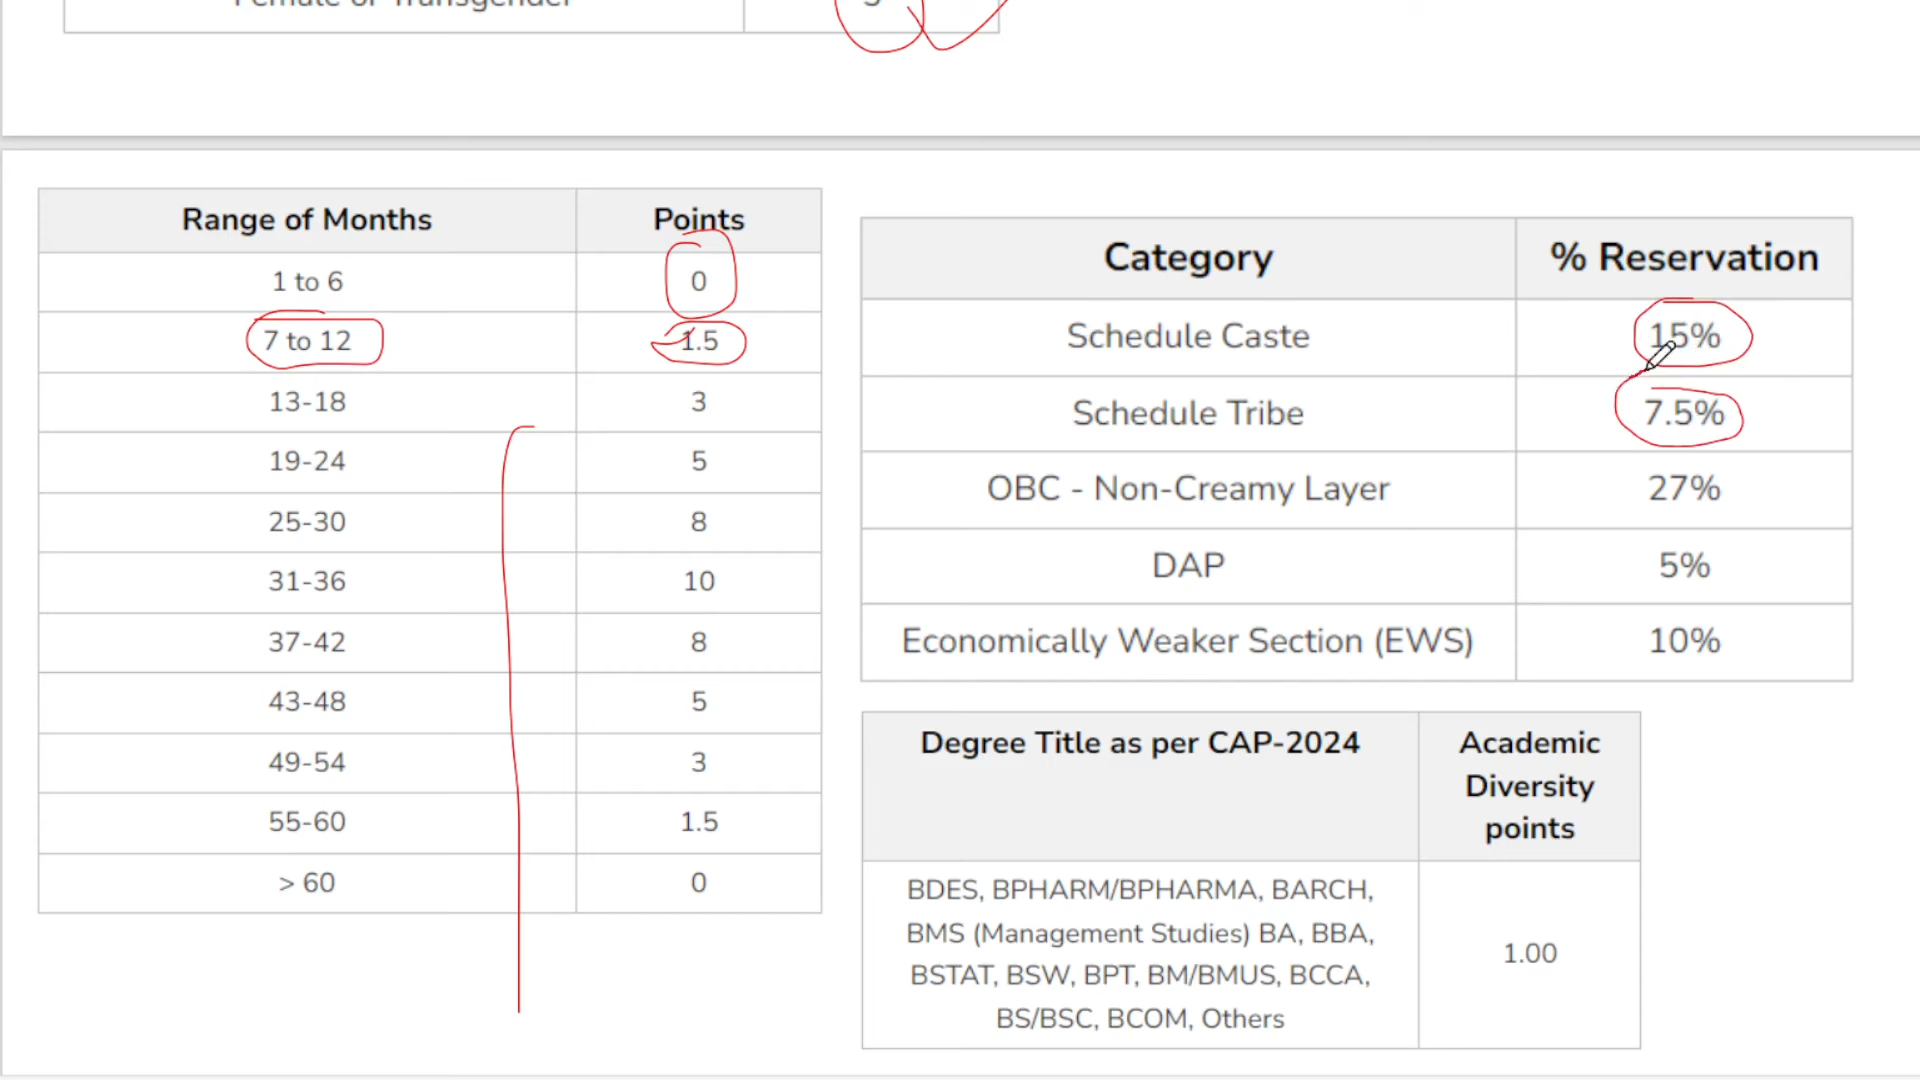 Female or Transgender
Range of Months Points
1 to 6 0
7 to 12 1.5
13-18 3
19-24 5
25-30 8
31-36 10
37-42 8
43-48 5
49-54 3
55-60 1.5
> 60 0
Category % Reservation
Schedule Caste 15%
Schedule Tribe 7.5%
OBC - Non-Creamy Layer 27%
DAP 5%
Economically Weaker Section (EWS) 10%
Degree Title as per CAP-2024 Academic
Diversity
points
BDES, BPHARM/BPHARMA, BARCH,
BMS (Management Studies) BA, BBA,
BSTAT, BSW, BPT, BM/BMUS, BCCA,
BS/BSC, BCOM, Others
1.00